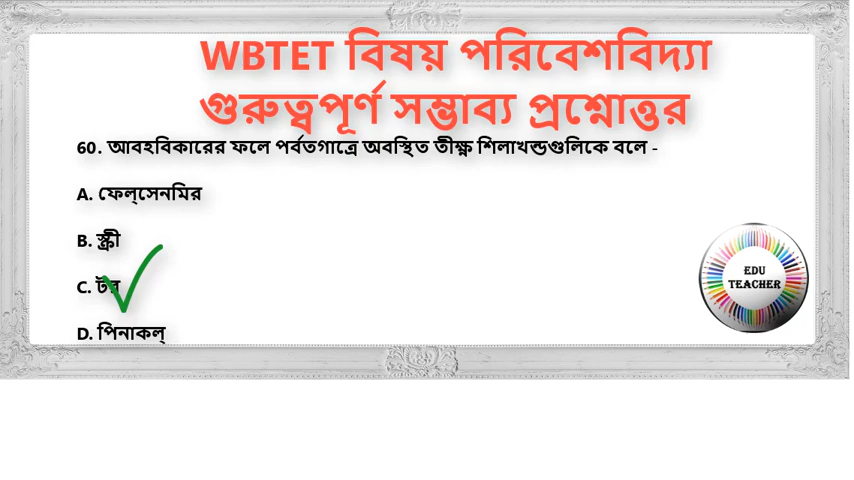 WBTET বিষয় পরিবেশবিদ্যা
গুরুত্বপূর্ণ সম্ভাব্য প্রশ্নোত্তর
60. আবহবিকারের ফলে পর্বতগাত্রে অবস্থিত তীক্ষ্ণ শিলাখন্ডগুলিকে বলে -
A. ফেল্‌সেনমির
B. স্ক্রী
C. টর
D. পিনাকল্
EDU
TEACHER